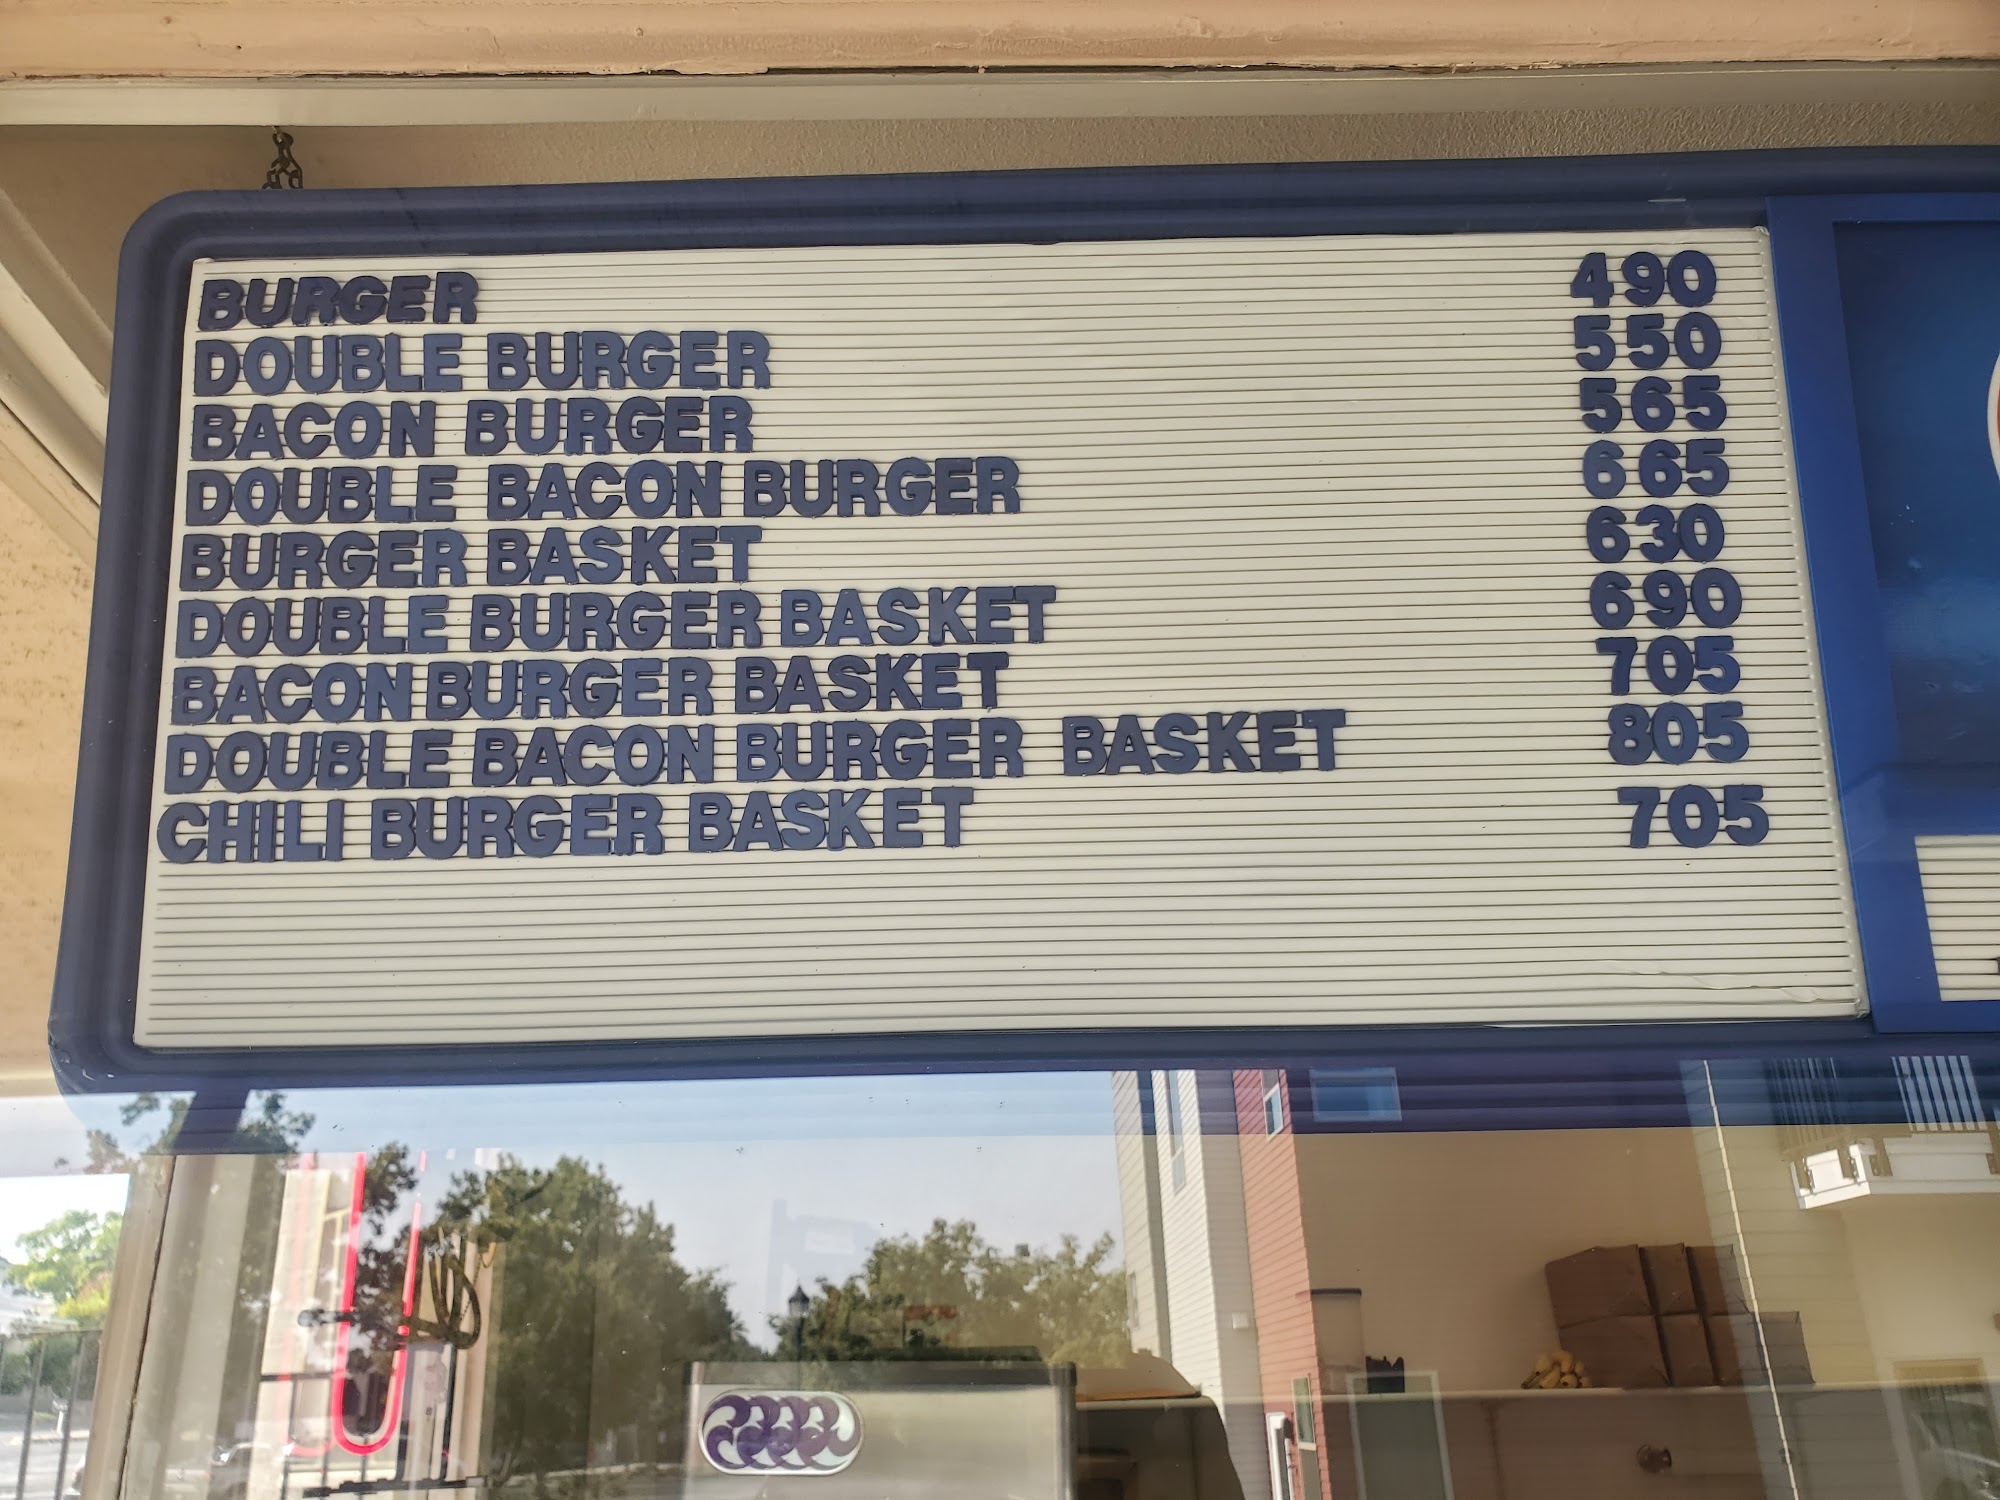 BURGER 490
DOUBLE BURGER 550
BACON BURGER 565
DOUBLE BACON BURGER 665
BURGER BASKET 630
DOUBLE BURGER BASKET 690
BACON BURGER BASKET 705
DOUBLE BACON BURGER BASKET 805
CHILI BURGER BASKET 705